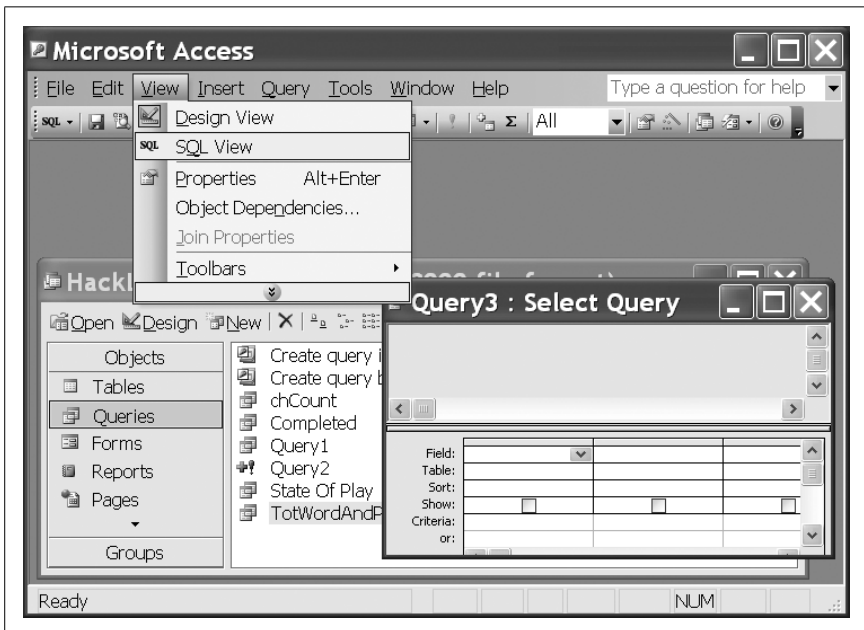 Microsoft Access
File Edit View Insert Query Tools Window Help Type a question for help
SQL All
Design View
SQL SQL View
Properties Alt+Enter
Object Dependencies...
Join Properties
Toolbars
Query3 : Select Query
Open Design New
Objects
Tables
Queries
Forms
Reports
Pages
Groups
Create query
Create query
chCount
Completed
Query1
Query2
State Of Play
Field:
Table:
Sort:
Show:
Criteria:
or:
Ready NUM